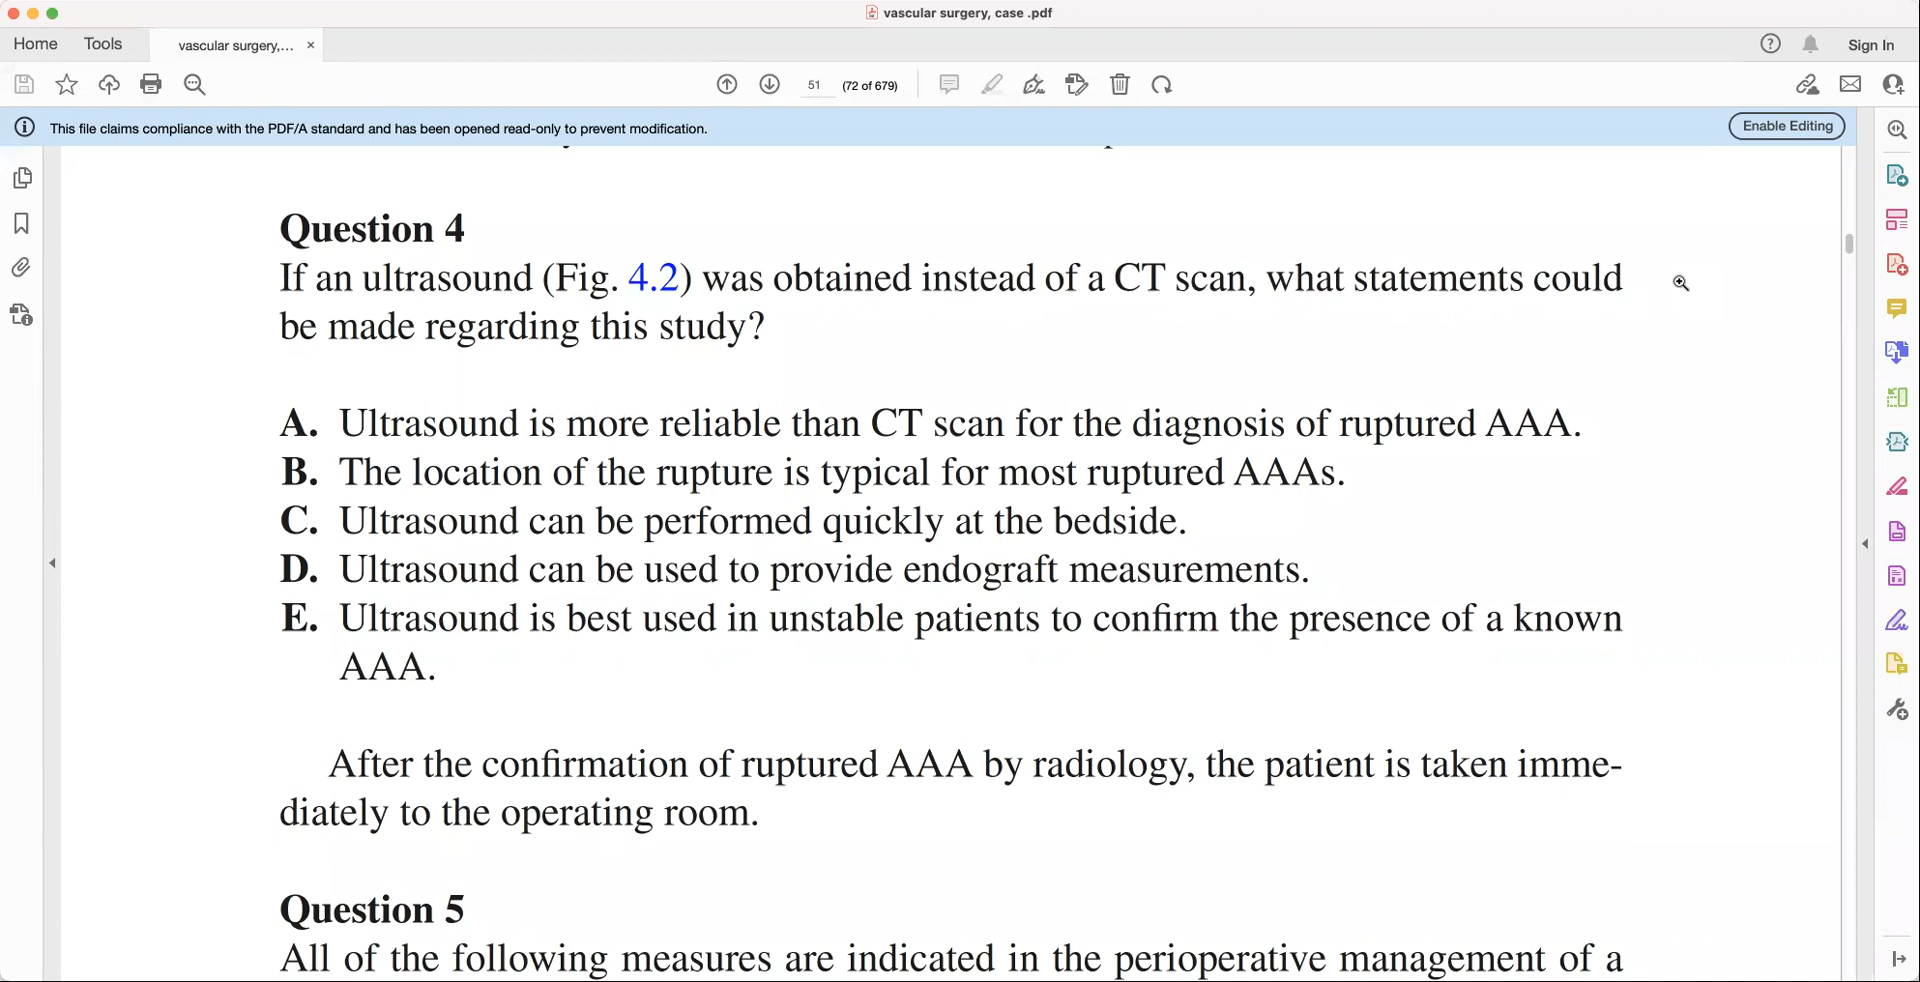 vascular surgery, case .pdf
Home
Tools
vascular surgery,... ×
Sign In
51
(72 of 679)
This file claims compliance with the PDF/A standard and has been opened read-only to prevent modification.
Enable Editing
Question 4
If an ultrasound (Fig. 4.2) was obtained instead of a CT scan, what statements could
be made regarding this study?
A. Ultrasound is more reliable than CT scan for the diagnosis of ruptured AAA.
B. The location of the rupture is typical for most ruptured AAAs.
C. Ultrasound can be performed quickly at the bedside.
D. Ultrasound can be used to provide endograft measurements.
E. Ultrasound is best used in unstable patients to confirm the presence of a known
AAA.
After the confirmation of ruptured AAA by radiology, the patient is taken imme-
diately to the operating room.
Question 5
All of the following measures are indicated in the perioperative management of a